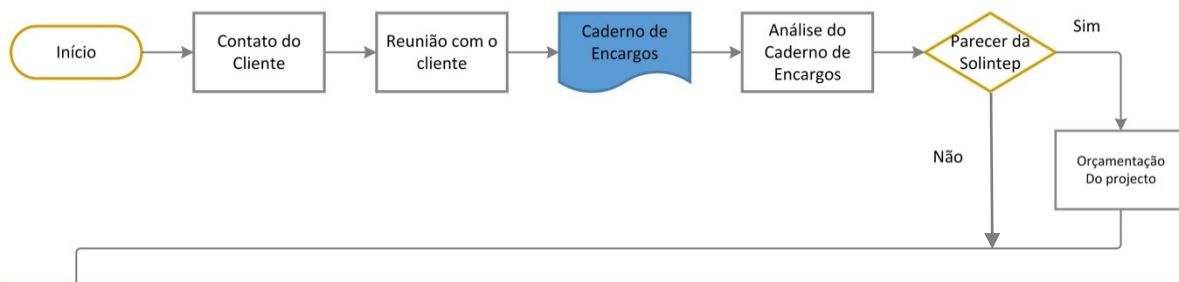 Início
Contato do
Cliente
Reunião com o
cliente
Caderno de
Encargos
Análise do
Caderno de
Encargos
Parecer da
Solintep
Sim
Não
Orçamentação
Do projecto